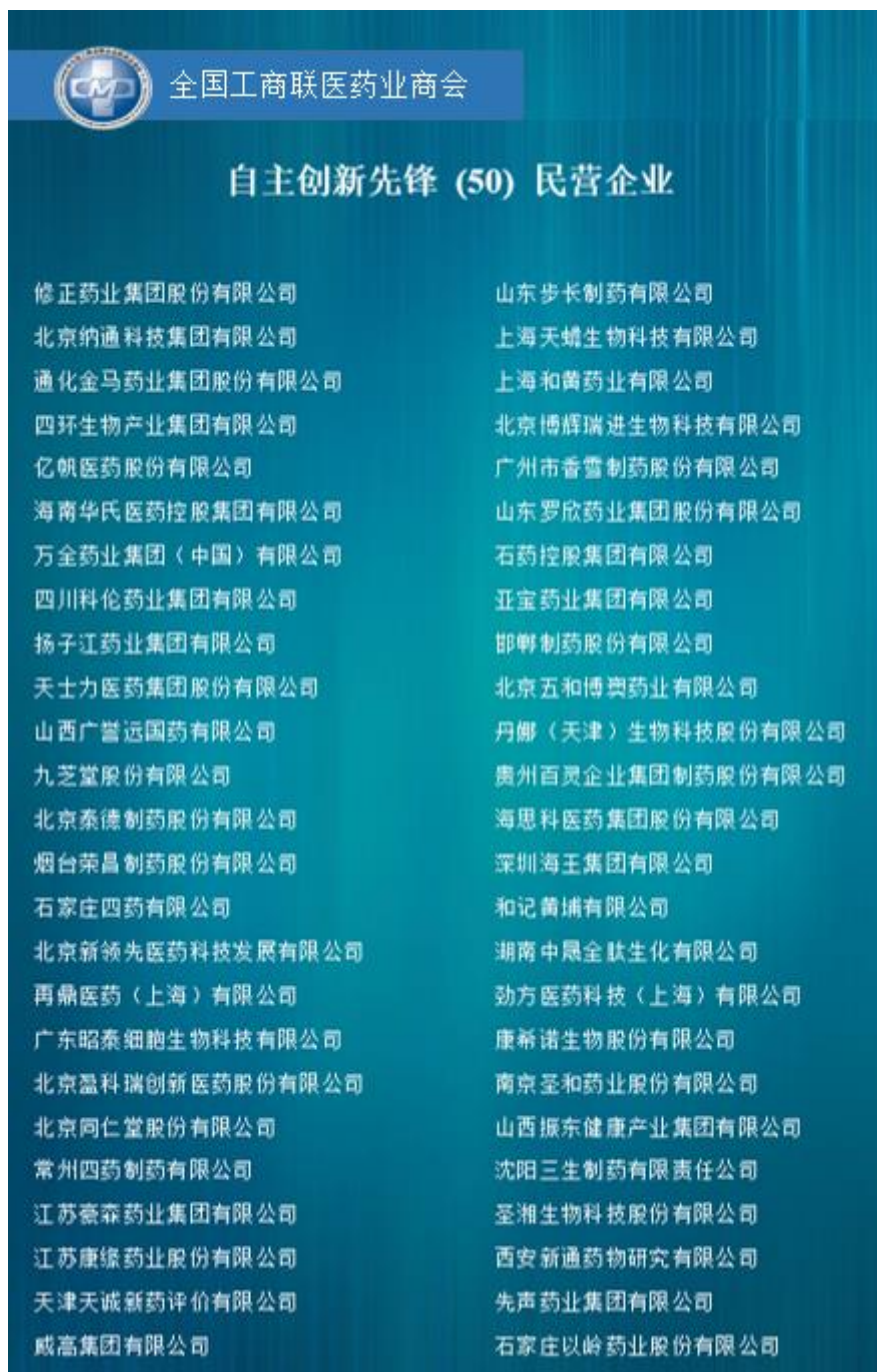 CMP
全国工商联医药业商会
自主创新先锋 (50) 民营企业
修正药业集团股份有限公司
北京纳通科技集团有限公司
通化金马药业集团股份有限公司
四环生物产业集团有限公司
亿帆医药股份有限公司
海南华氏医药控股集团有限公司
万全药业集团（中国）有限公司
四川科伦药业集团有限公司
扬子江药业集团有限公司
天士力医药集团股份有限公司
山西广誉远国药有限公司
九芝堂股份有限公司
北京泰德制药股份有限公司
烟台荣昌制药股份有限公司
石家庄四药有限公司
北京新领先医药科技发展有限公司
再鼎医药（上海）有限公司
广东昭泰细胞生物科技有限公司
北京盈科瑞创新医药股份有限公司
北京同仁堂股份有限公司
常州四药制药有限公司
江苏豪森药业集团有限公司
江苏康缘药业股份有限公司
天津天诚新药评价有限公司
威高集团有限公司
山东步长制药有限公司
上海天蠬生物科技有限公司
上海和黄药业有限公司
北京博辉瑞进生物科技有限公司
广州市香雪制药股份有限公司
山东罗欣药业集团股份有限公司
石药控股集团有限公司
亚宝药业集团有限公司
邯郸制药股份有限公司
北京五和博澳药业有限公司
丹娜（天津）生物科技股份有限公司
贵州百灵企业集团制药股份有限公司
海思科医药集团股份有限公司
深圳海王集团有限公司
和记黄埔有限公司
湖南中晟全肽生化有限公司
劲方医药科技（上海）有限公司
康希诺生物股份有限公司
南京圣和药业股份有限公司
山西振东健康产业集团有限公司
沈阳三生制药有限责任公司
圣湘生物科技股份有限公司
西安新通药物研究有限公司
先声药业集团有限公司
石家庄以岭药业股份有限公司